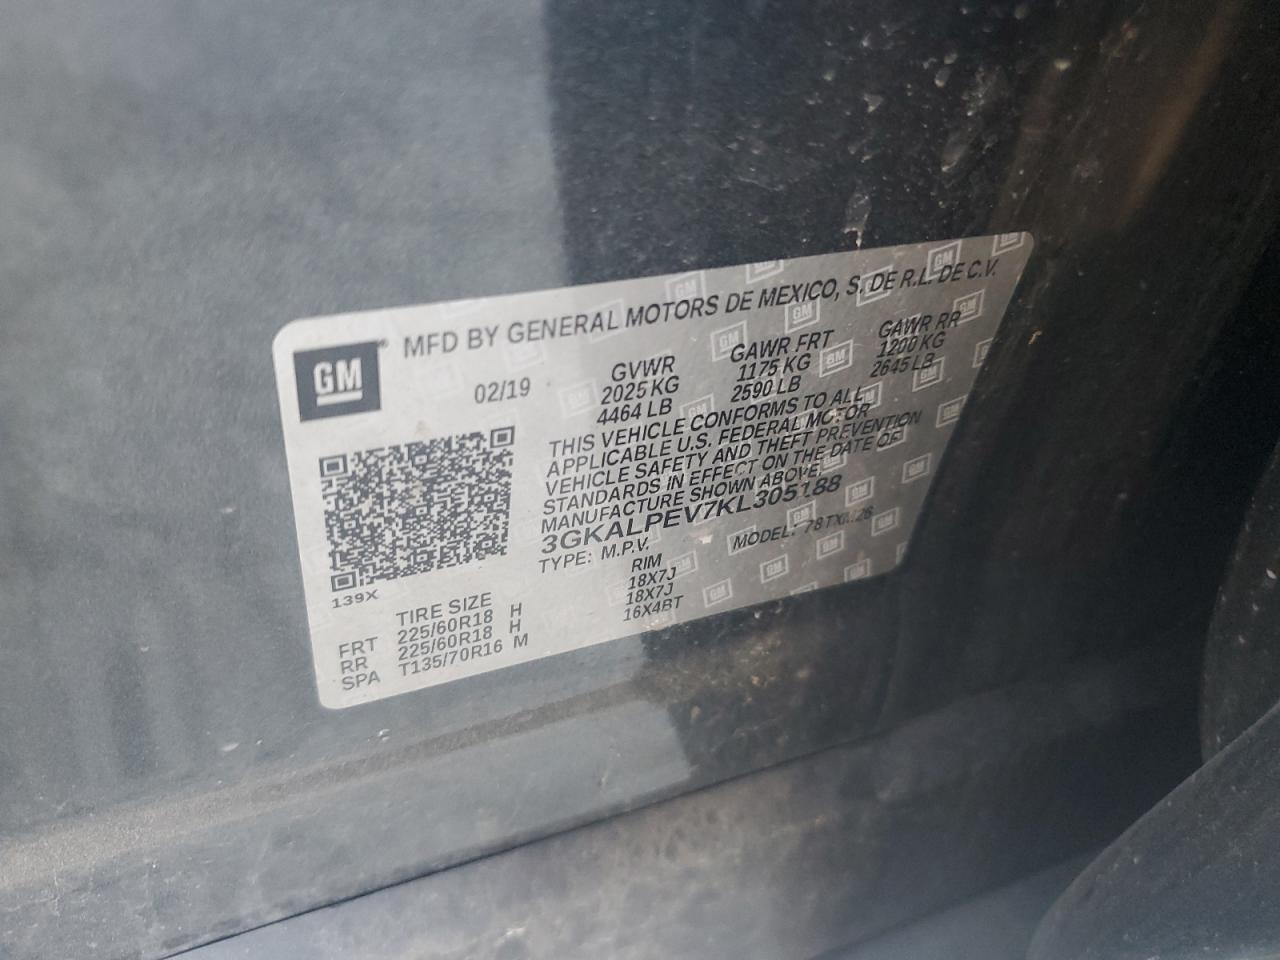 GM
MFD BY GENERAL MOTORS DE MEXICO, S. DE R.L. DE C.V.
02/19
GVWR GAWR FRT GAWR RR
2025 KG 1175 KG 1200 KG
4464 LB 2590 LB 2645 LB
THIS VEHICLE CONFORMS TO ALL
APPLICABLE U.S. FEDERAL MOTOR
VEHICLE SAFETY AND THEFT PREVENTION
STANDARDS IN EFFECT ON THE DATE OF
MANUFACTURE SHOWN ABOVE.
3GKALPEV7KL305188
TYPE: M.P.V. MODEL:
139X
TIRE SIZE RIM
FRT 225/60R18 H 18X7J
RR 225/60R18 H 18X7J
SPA T135/70R16 M 16X4BT